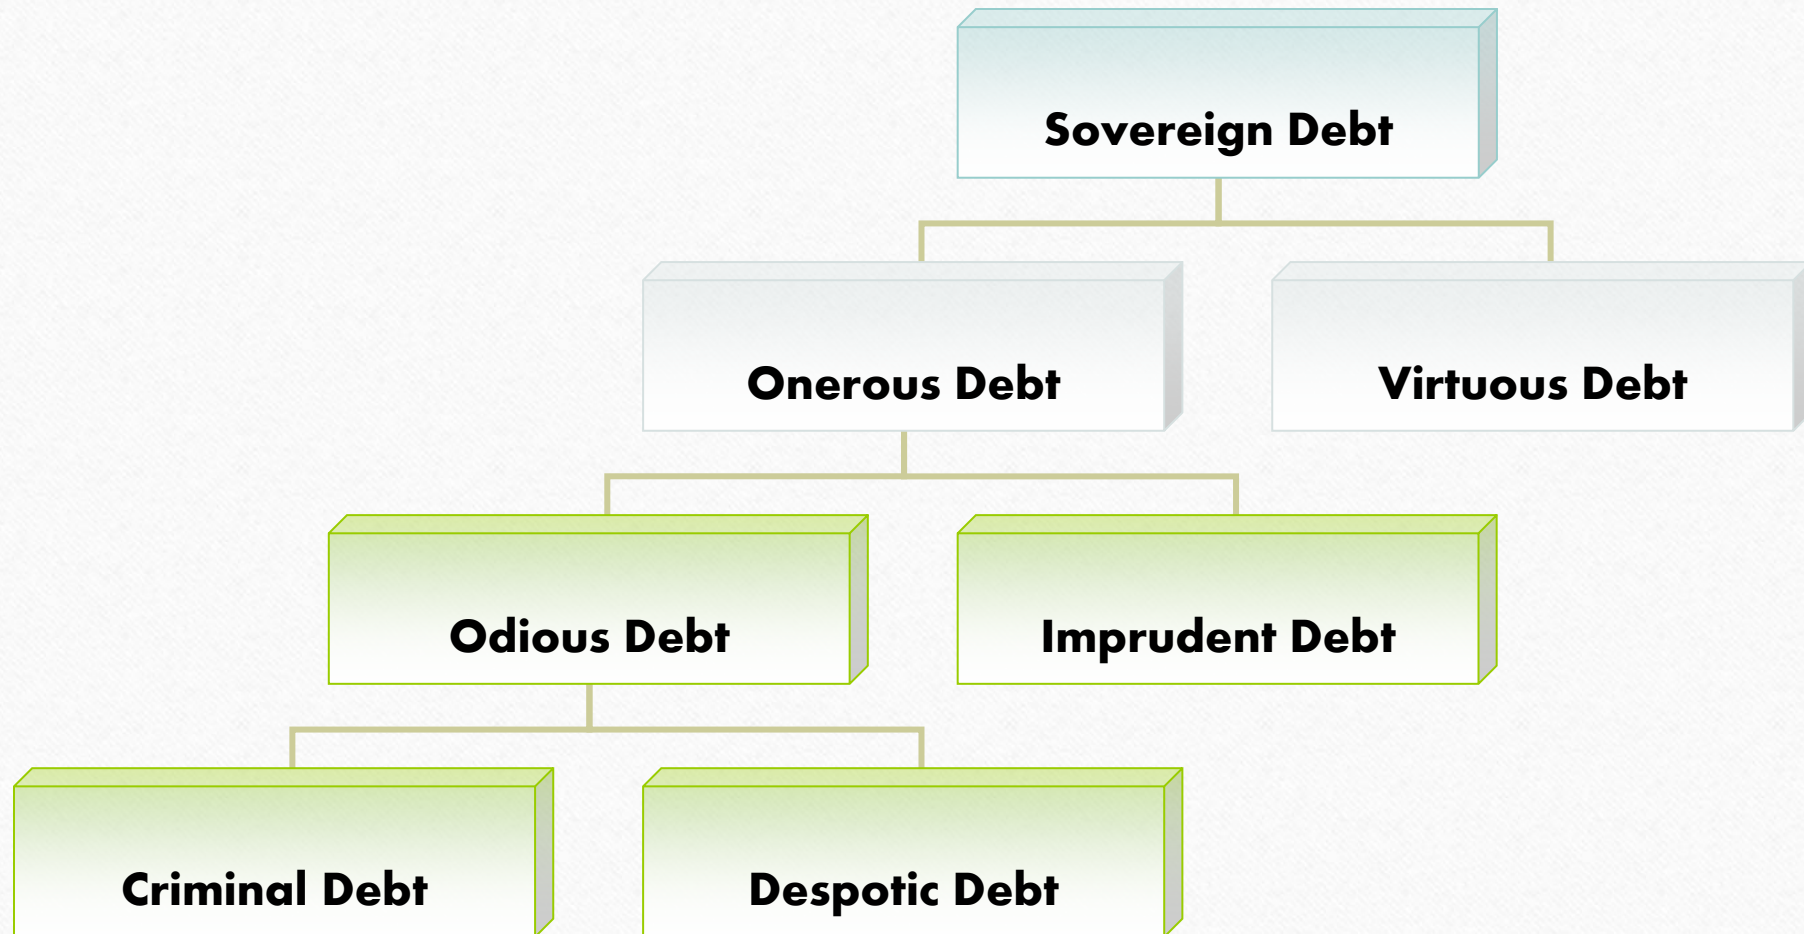 Sovereign Debt
Onerous Debt
Virtuous Debt
Odious Debt
Imprudent Debt
Criminal Debt
Despotic Debt